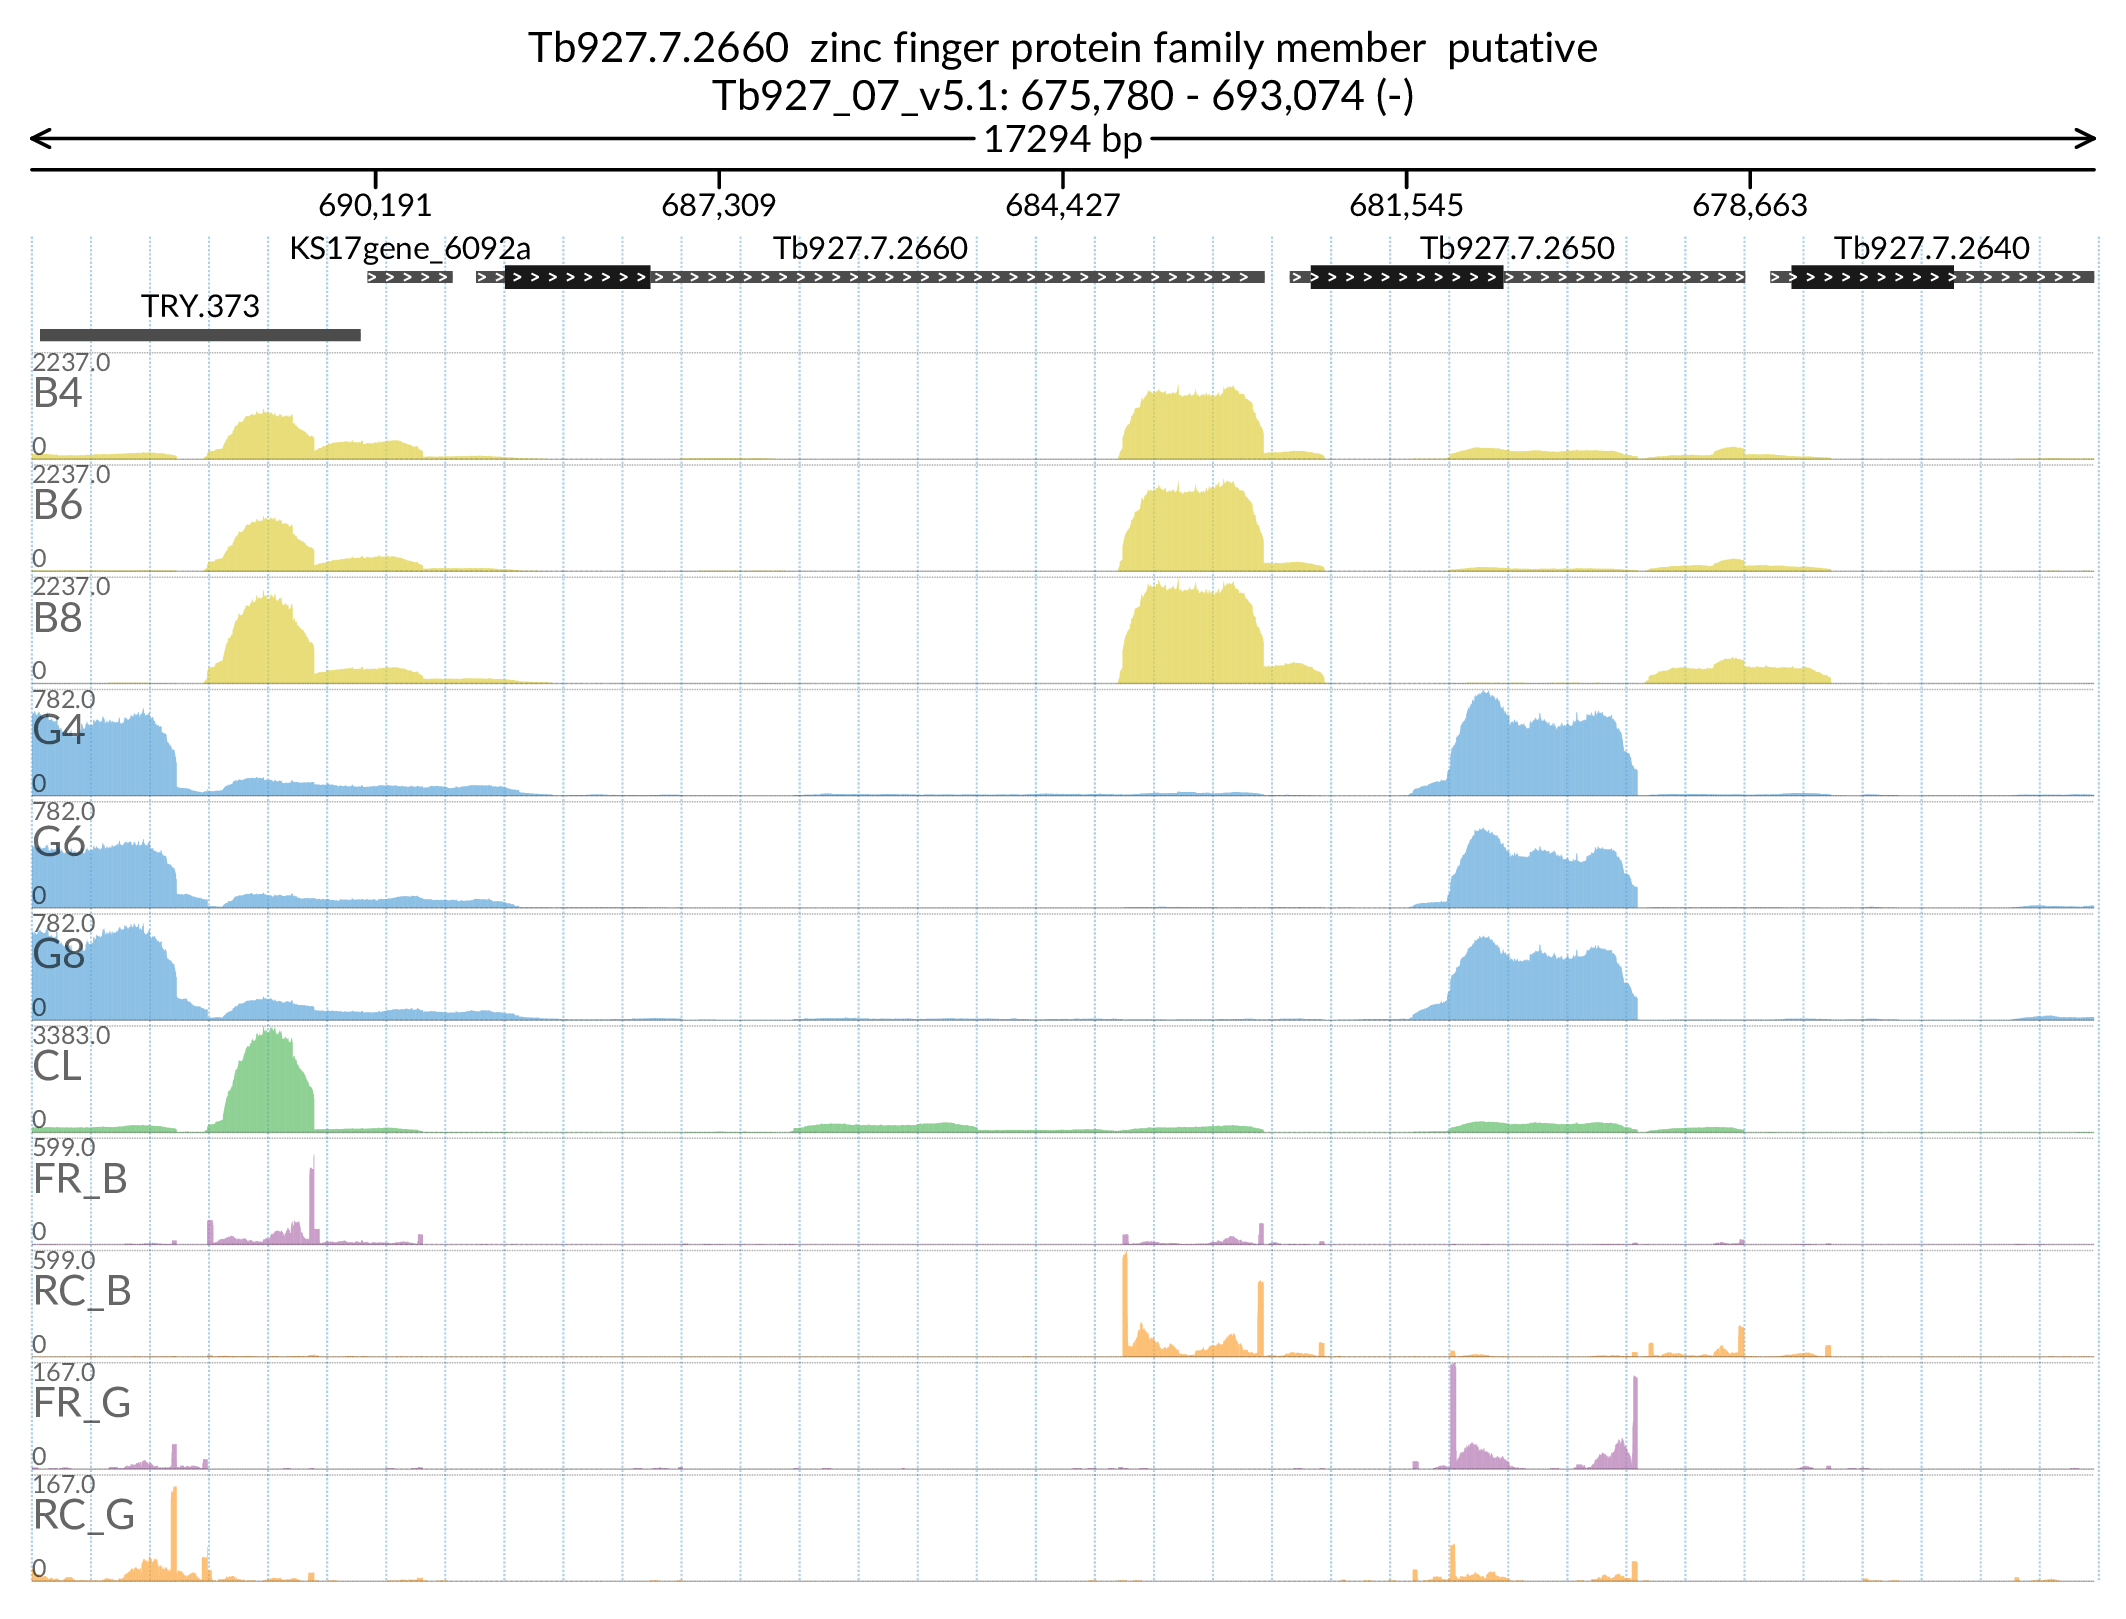 Tb927.7.2660 zinc finger protein family member putative
Tb927_07_v5.1: 675,780 - 693,074 (-)
17294 bp
690,191 687,309 684,427 681,545 678,663
KS17gene_6092a Tb927.7.2660 Tb927.7.2650 Tb927.7.2640
TRY.373
2237.0
B4
0
2237.0
B6
0
2237.0
B8
0
782.0
G4
0
782.0
G6
0
782.0
G8
0
3383.0
CL
0
599.0
FR_B
0
599.0
RC_B
0
167.0
FR_G
0
167.0
RC_G
0